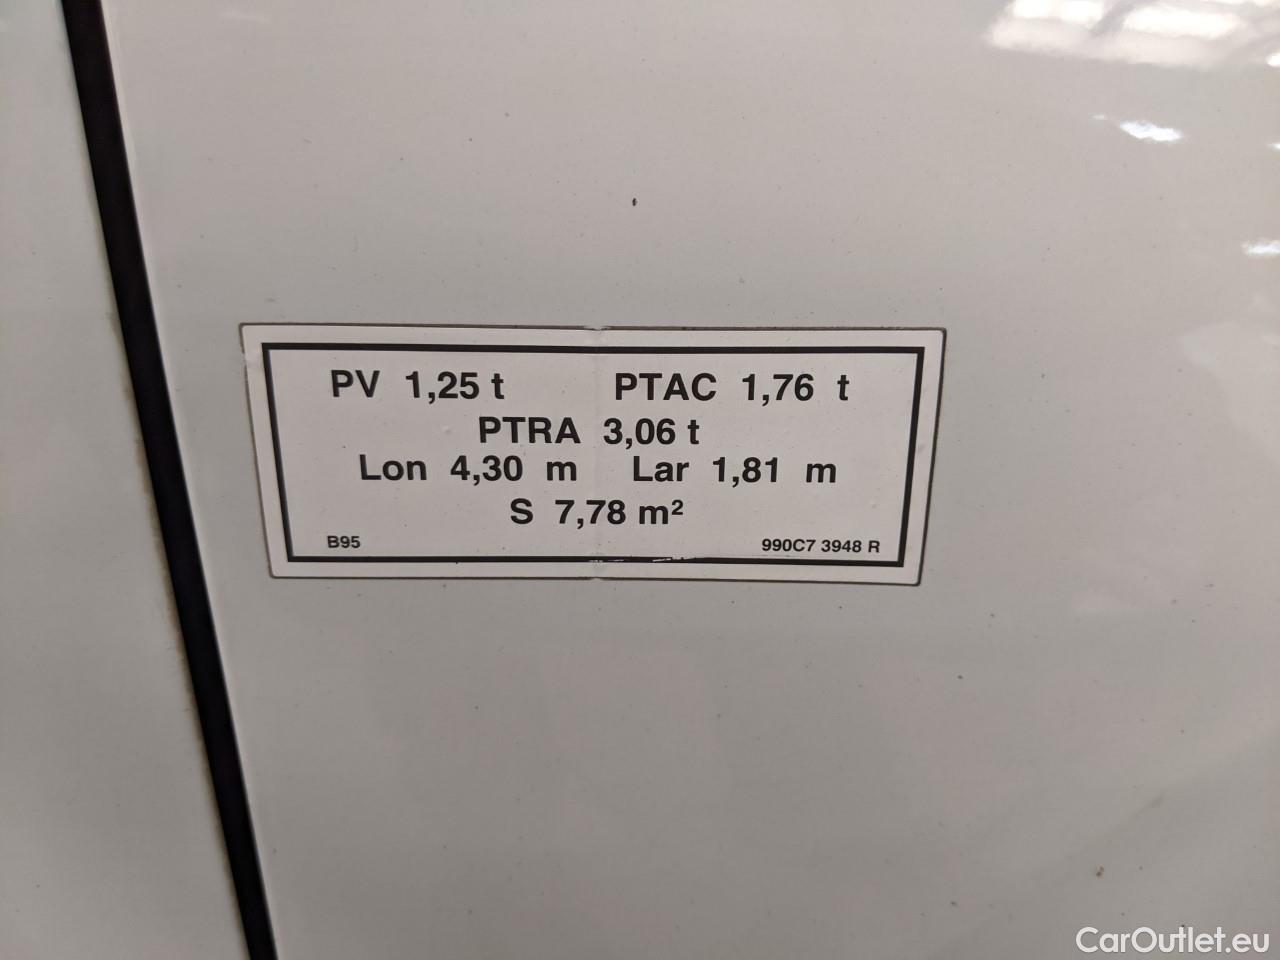 PV 1,25 t PTAC 1,76 t
PTRA 3,06 t
Lon 4,30 m Lar 1,81 m
S 7,78 m²
B95 990C7 3948 R
CarOutlet.eu